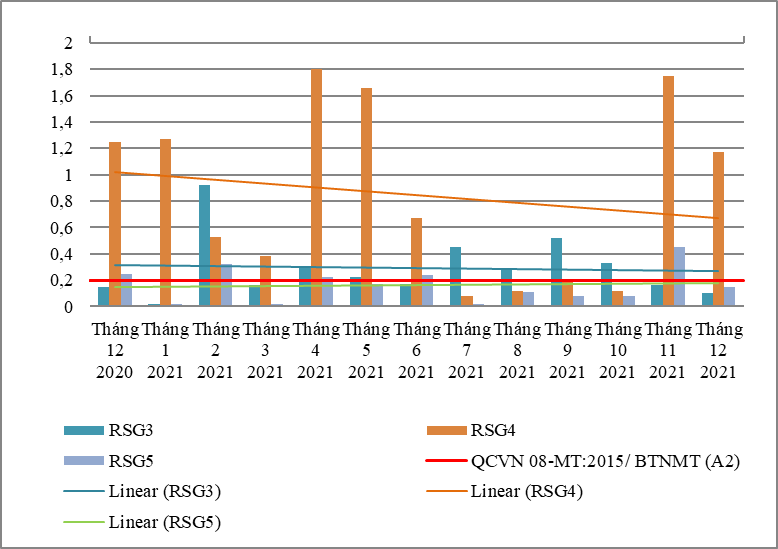 2
1,8
1,6
1,4
1,2
1
0,8
0,6
0,4
0,2
0
Tháng 12 2020
Tháng 1 2021
Tháng 2 2021
Tháng 3 2021
Tháng 4 2021
Tháng 5 2021
Tháng 6 2021
Tháng 7 2021
Tháng 8 2021
Tháng 9 2021
Tháng 10 2021
Tháng 11 2021
Tháng 12 2021
RSG3
RSG4
RSG5
QCVN 08-MT:2015/ BTNMT (A2)
Linear (RSG3)
Linear (RSG4)
Linear (RSG5)